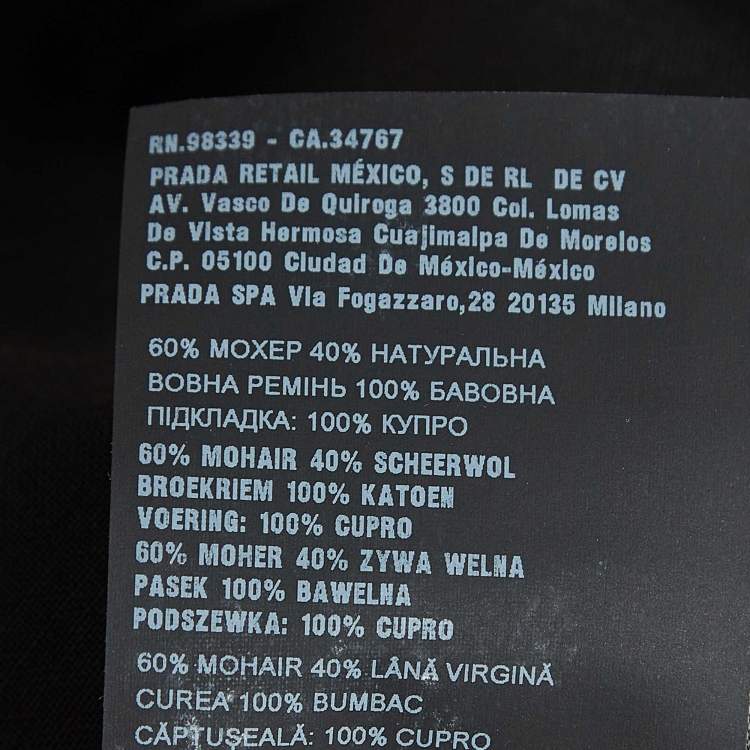 RN.98339 - CA.34767
PRADA RETAIL MÉXICO, S DE RL DE CV
AV. Vasco De Quiroga 3800 Col. Lomas
De Vista Hermosa Cuajimalpa De Morelos
C.P. 05100 Ciudad De México-México
PRADA SPA Via Fogazzaro,28 20135 Milano
60% МОХЕР 40% НАТУРАЛЬНА
ВОВНА РЕМІНЬ 100% БАВОВНА
ПІДКЛАДКА: 100% КУПРО
60% MOHAIR 40% SCHEERWOL
BROEKRIEM 100% KATOEN
VOERING: 100% CUPRO
60% MOHER 40% ZYWA WELNA
PASEK 100% BAWELNA
PODSZEWKA: 100% CUPRO
60% MOHAIR 40% LÂNĂ VIRGINĂ
CUREA 100% BUMBAC
CĂPTUȘEALĂ: 100% CUPRO